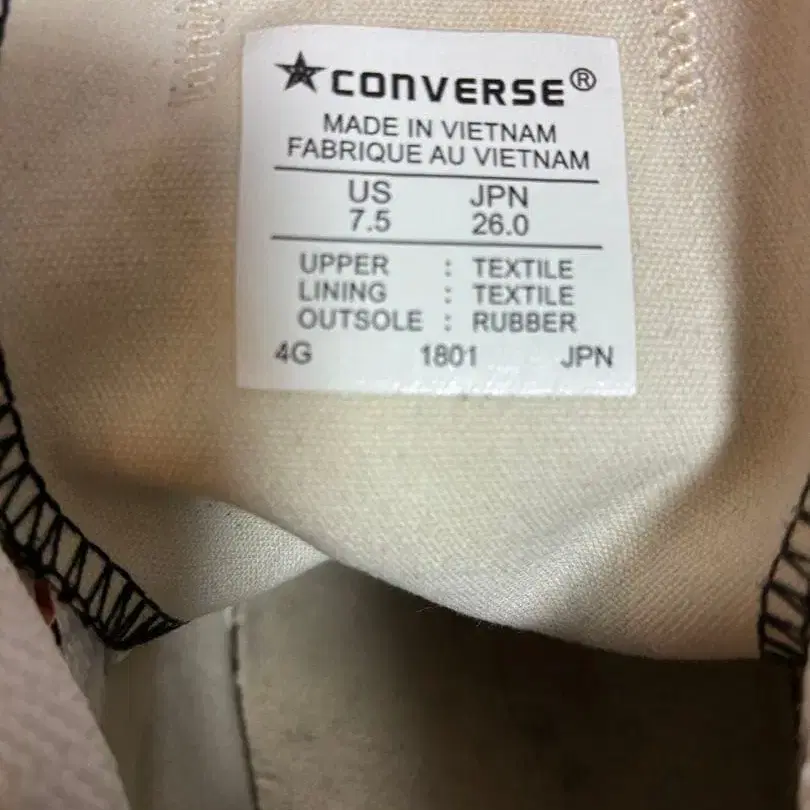 CONVERSE®
MADE IN VIETNAM
FABRIQUE AU VIETNAM
US JPN
7.5 26.0
UPPER : TEXTILE
LINING : TEXTILE
OUTSOLE : RUBBER
4G 1801 JPN